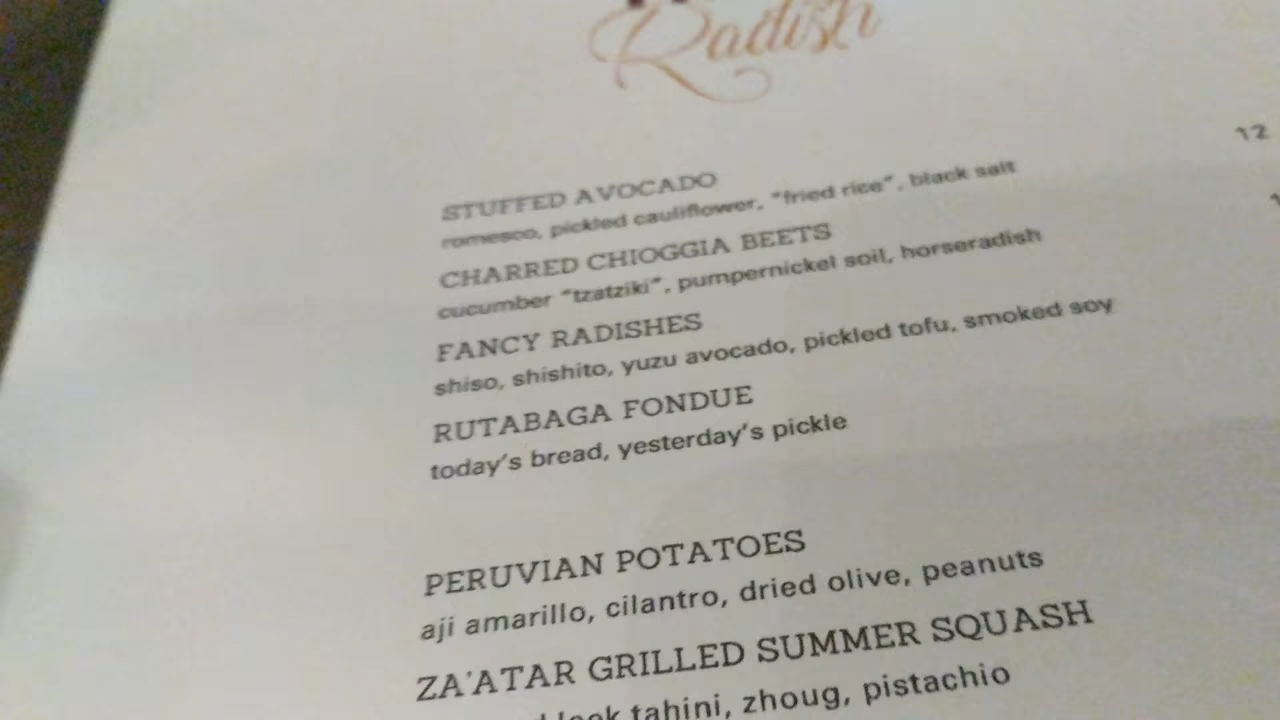 Radish
12
STUFFED AVOCADO
romesco, pickled cauliflower, "fried rice", black salt
CHARRED CHIOGGIA BEETS
cucumber "tzatziki", pumpernickel soil, horseradish
FANCY RADISHES
shiso, shishito, yuzu avocado, pickled tofu, smoked soy
RUTABAGA FONDUE
today's bread, yesterday's pickle
PERUVIAN POTATOES
aji amarillo, cilantro, dried olive, peanuts
ZA'ATAR GRILLED SUMMER SQUASH
tahini, zhoug, pistachio